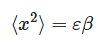 ⟨x²⟩ = εβ